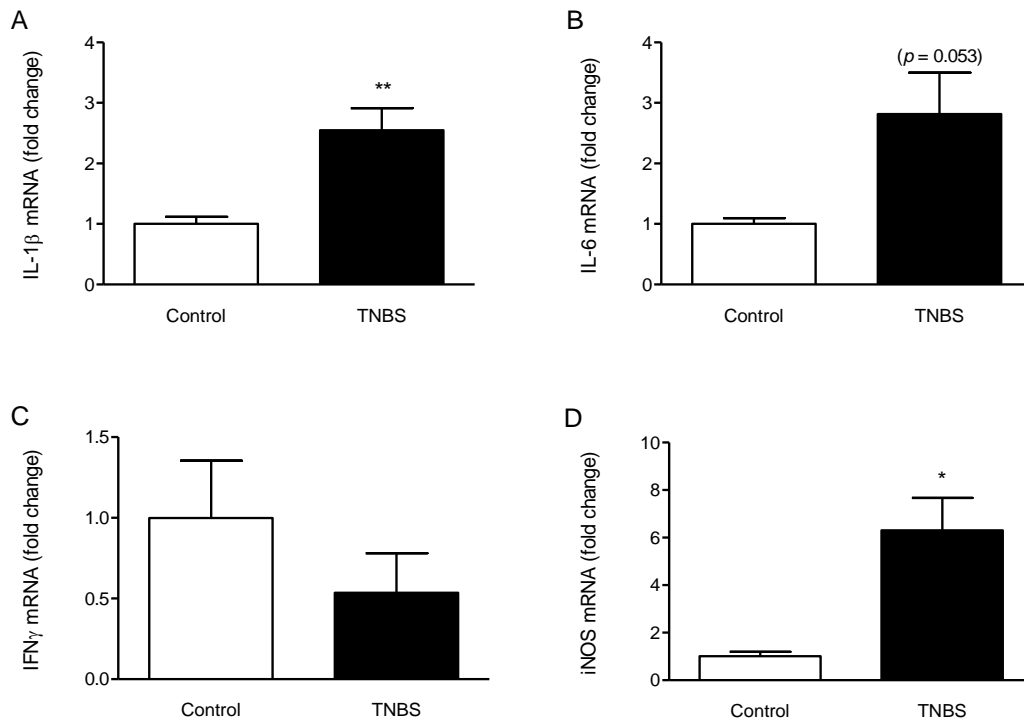 A
IL-1β mRNA (fold change)
4
3
2
1
0
**
Control
TNBS
B
IL-6 mRNA (fold change)
4
3
2
1
0
(p = 0.053)
Control
TNBS
C
IFNγ mRNA (fold change)
1.5
1.0
0.5
0.0
Control
TNBS
D
iNOS mRNA (fold change)
10
8
6
4
2
0
*
Control
TNBS